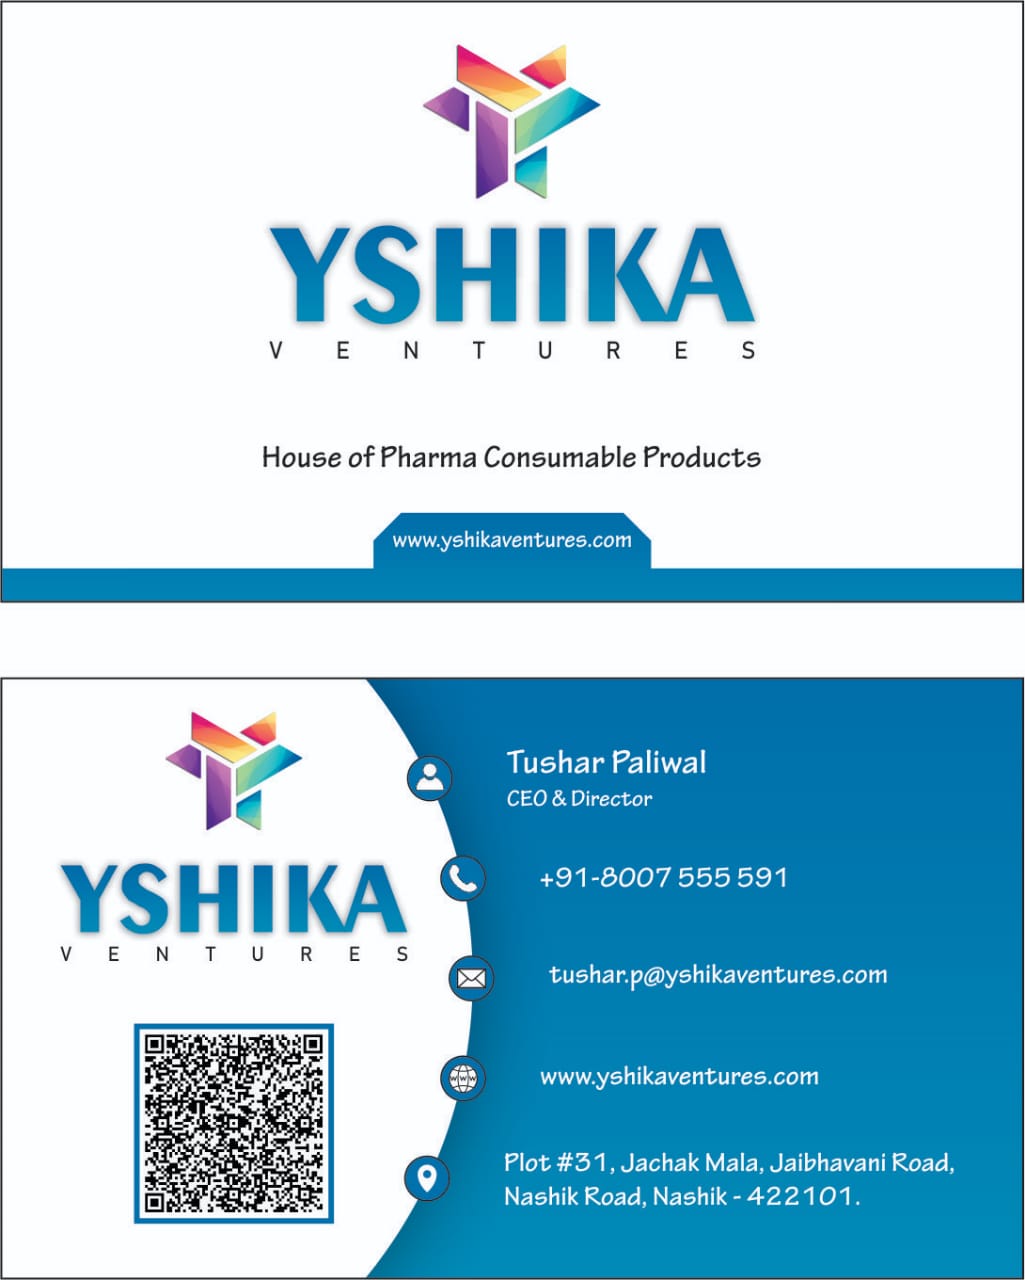 YSHIKA
VENTURES
House of Pharma Consumable Products
www.yshikaventures.com
YSHIKA
VENTURES
Tushar Paliwal
CEO & Director
+91-8007 555 591
tushar.p@yshikaventures.com
www.yshikaventures.com
Plot #31, Jachak Mala, Jaibhavani Road,
Nashik Road, Nashik - 422101.